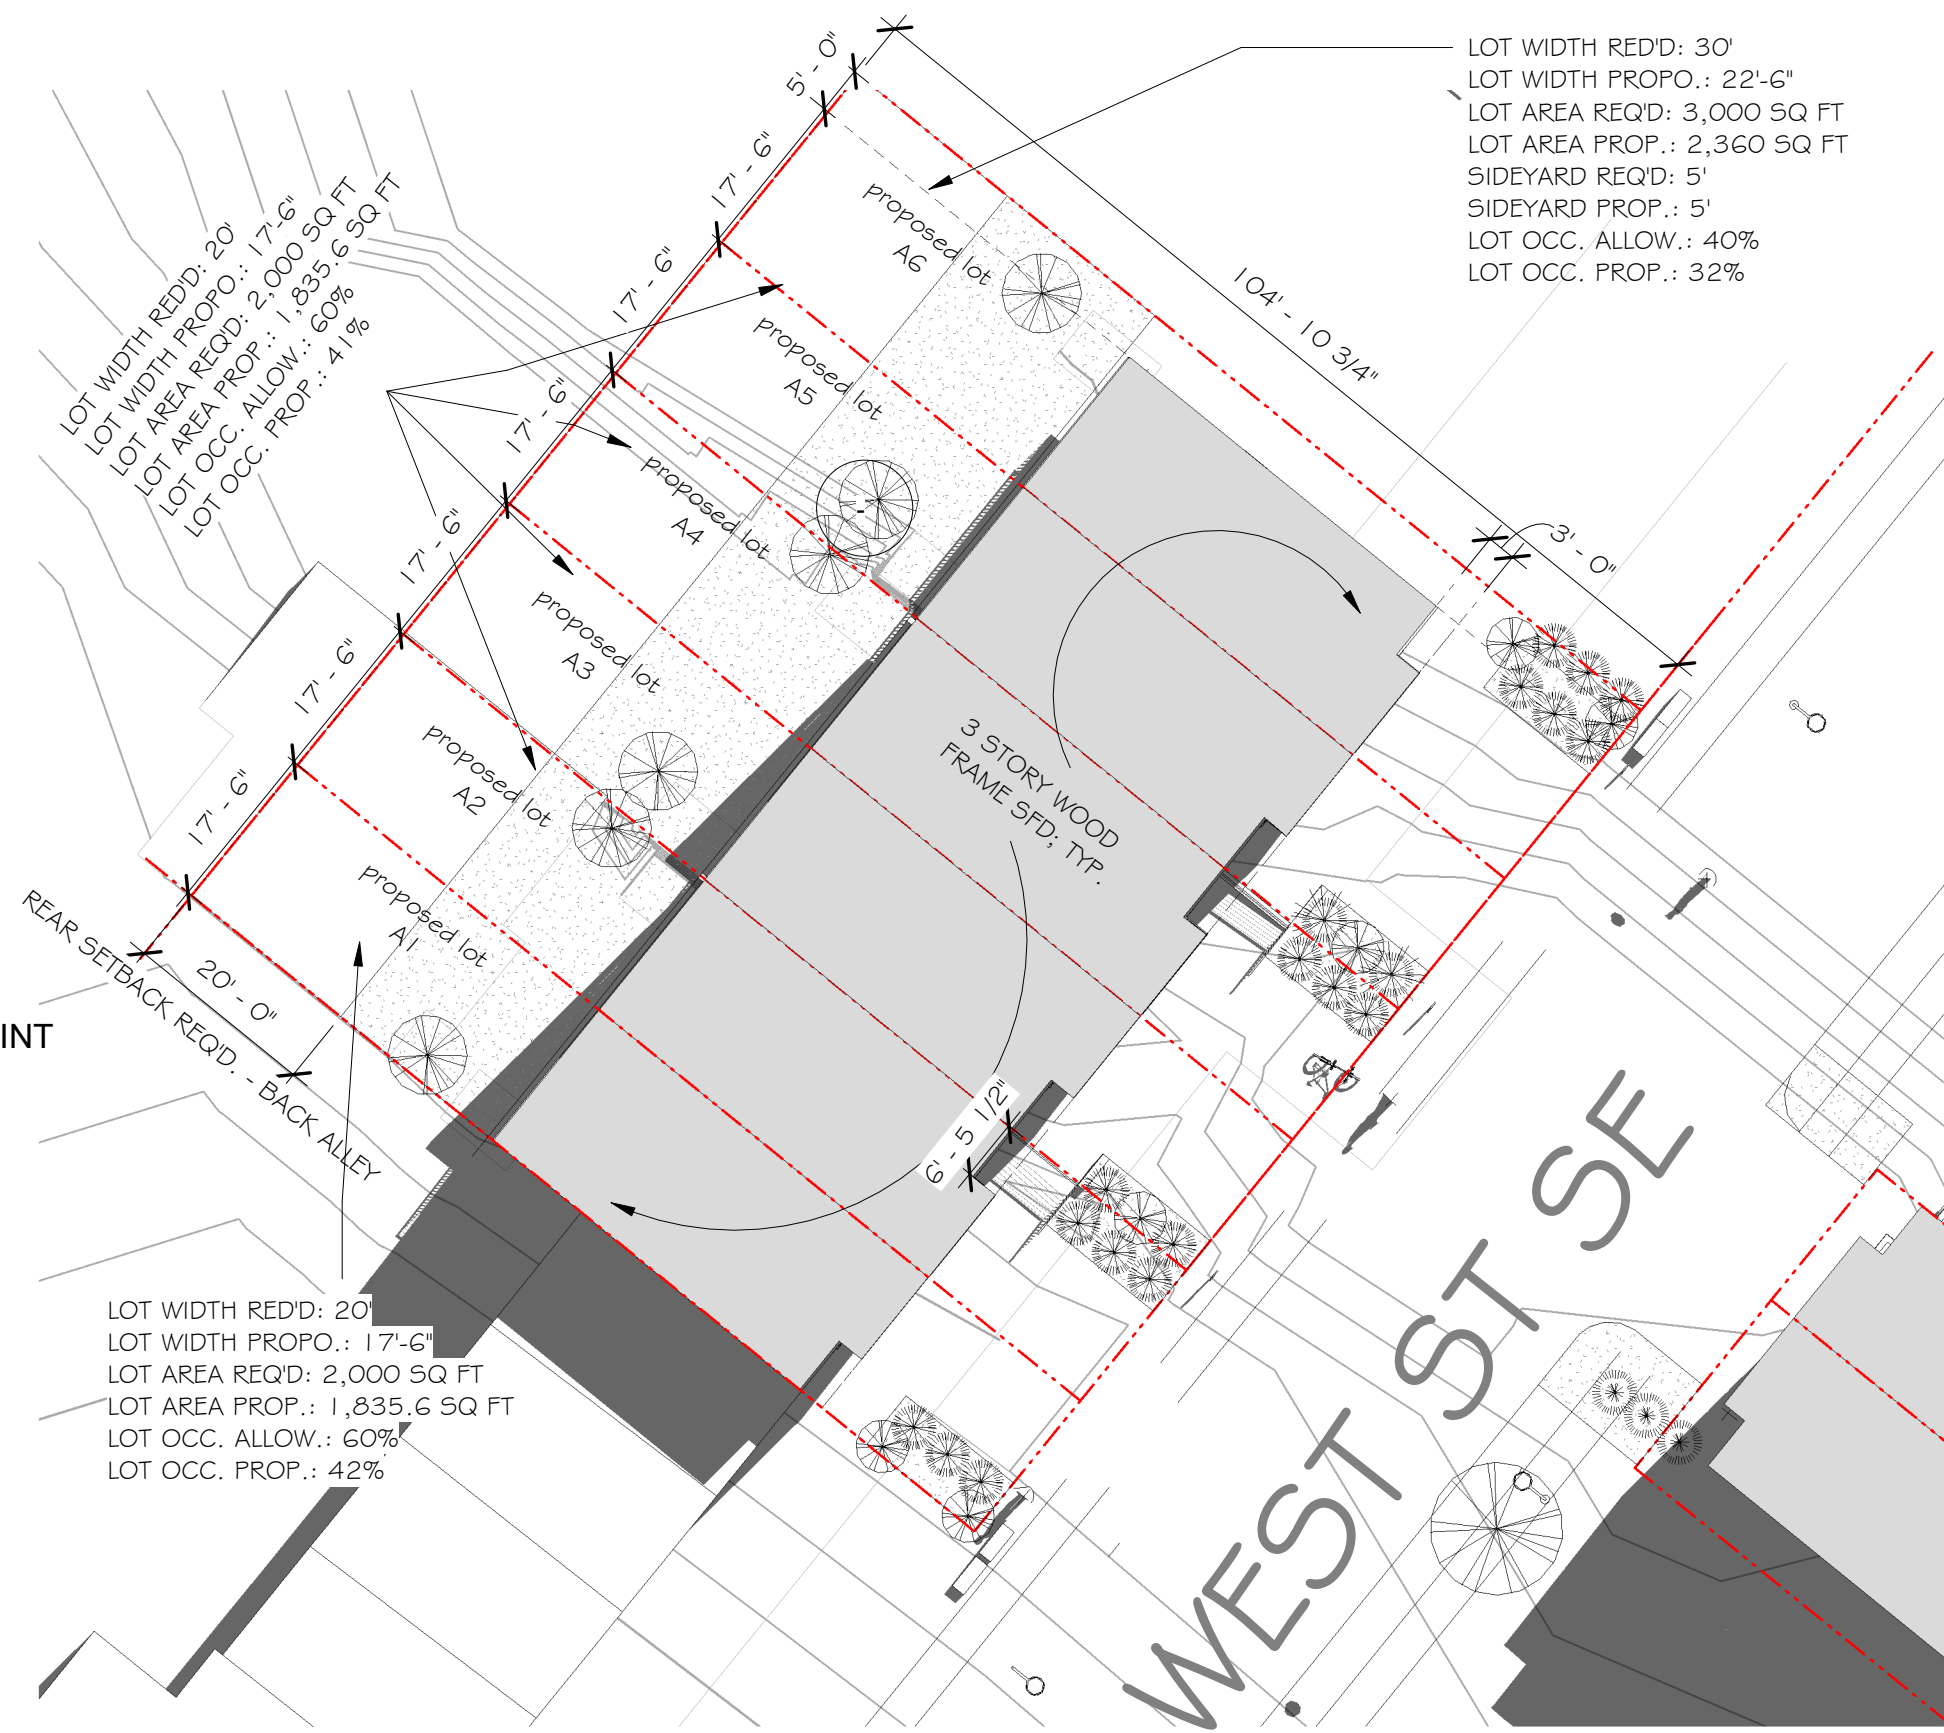 LOT WIDTH RED'D: 30'
LOT WIDTH PROPO.: 22'-6"
LOT AREA REQ'D: 3,000 SQ FT
LOT AREA PROP.: 2,360 SQ FT
SIDEYARD REQ'D: 5'
SIDEYARD PROP.: 5'
LOT OCC. ALLOW.: 40%
LOT OCC. PROP.: 32%
5' - 0"
17' - 6"
17' - 6"
17' - 6"
17' - 6"
17' - 6"
17' - 6"
104' - 10 3/4"
3' - 0"
LOT WIDTH RED'D: 20'
LOT WIDTH PROPO.: 17'-6"
LOT AREA REQ'D: 2,000 SQ FT
LOT AREA PROP.: 1,835.6 SQ FT
LOT OCC. ALLOW.: 60%
LOT OCC. PROP.: 41%
proposed lot
A6
proposed lot
A5
proposed lot
A4
proposed lot
A3
proposed lot
A2
proposed lot
A1
3 STORY WOOD
FRAME SFD; TYP.
20' - 0"
REAR SETBACK REQ'D. - BACK ALLEY
INT
6' - 5 1/2"
LOT WIDTH RED'D: 20'
LOT WIDTH PROPO.: 17'-6"
LOT AREA REQ'D: 2,000 SQ FT
LOT AREA PROP.: 1,835.6 SQ FT
LOT OCC. ALLOW.: 60%
LOT OCC. PROP.: 42%
WEST ST SE